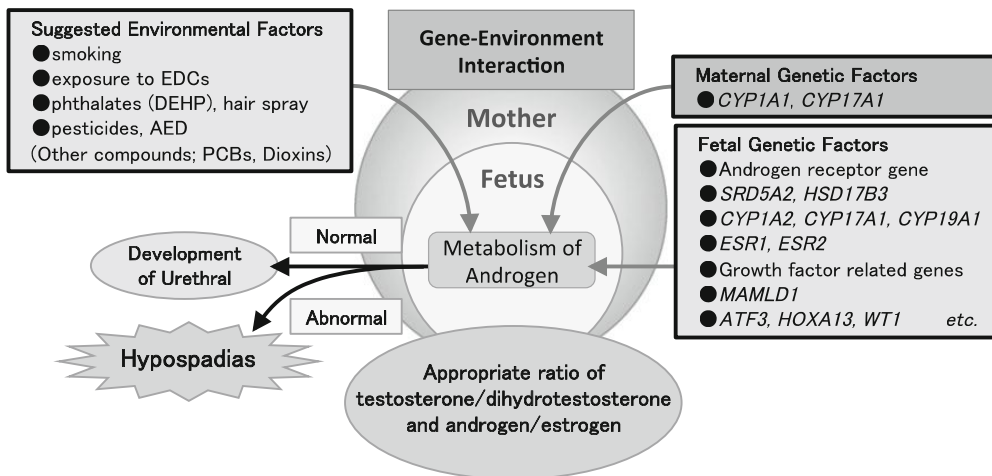 Suggested Environmental Factors
●smoking
●exposure to EDCs
●phthalates (DEHP), hair spray
●pesticides, AED
(Other compounds; PCBs, Dioxins)
Gene-Environment
Interaction
Maternal Genetic Factors
●CYP1A1, CYP17A1
Mother
Fetus
Fetal Genetic Factors
●Androgen receptor gene
●SRD5A2, HSD17B3
●CYP1A2, CYP17A1, CYP19A1
●ESR1, ESR2
●Growth factor related genes
●MAMLD1
●ATF3, HOXA13, WT1 etc.
Normal
Metabolism of
Androgen
Development
of Urethral
Abnormal
Hypospadias
Appropriate ratio of
testosterone/dihydrotestosterone
and androgen/estrogen